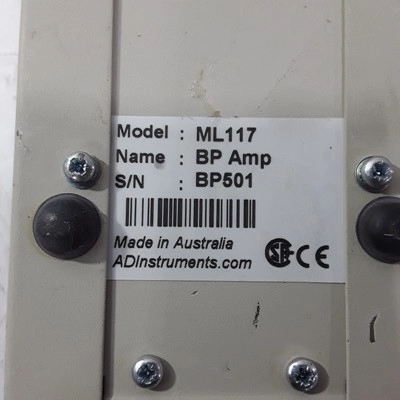 Model : ML117
Name : BP Amp
S/N : BP501
Made in Australia
ADInstruments.com
CE